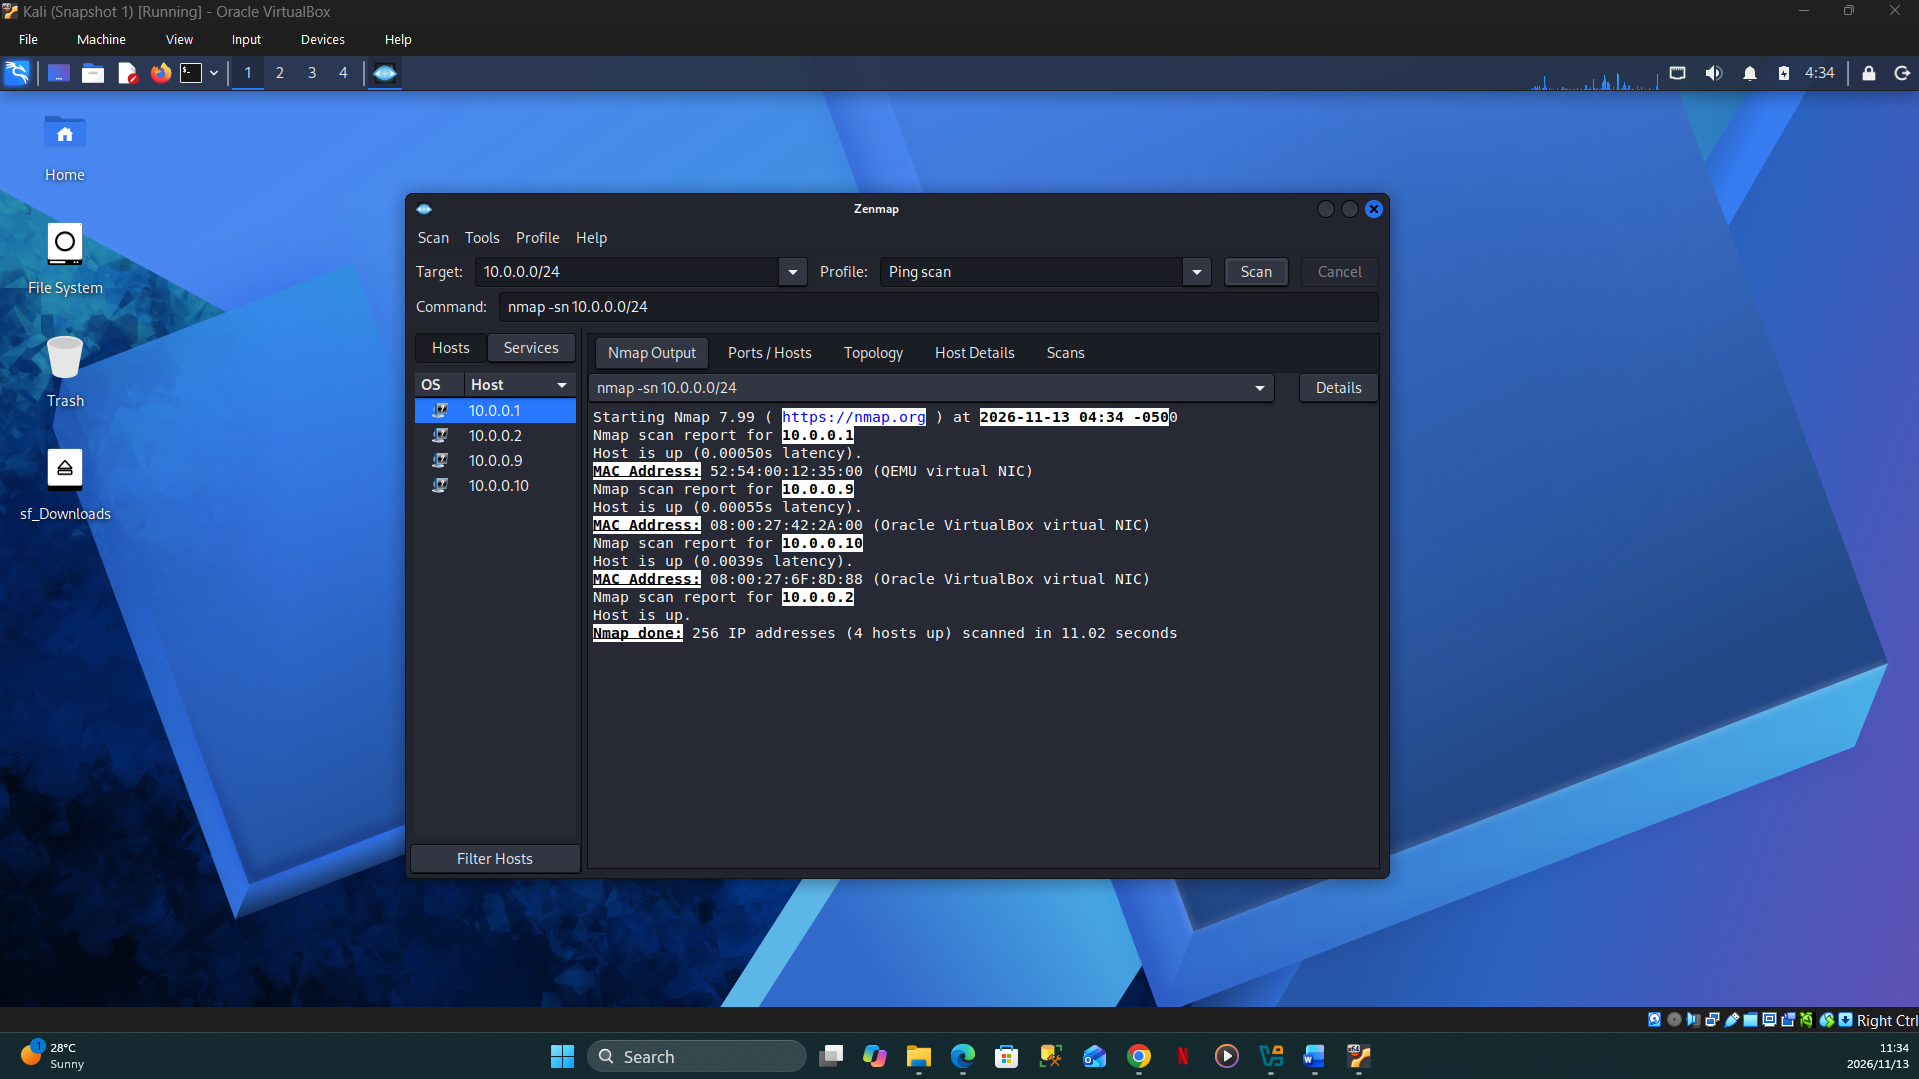 Kali (Snapshot 1) [Running] - Oracle VirtualBox
File Machine View Input Devices Help
1 2 3 4
4:34
Home
File System
Trash
sf_Downloads
Zenmap
Scan Tools Profile Help
Target: 10.0.0.0/24 Profile: Ping scan Scan Cancel
Command: nmap -sn 10.0.0.0/24
Hosts Services
Nmap Output Ports / Hosts Topology Host Details Scans
OS Host
nmap -sn 10.0.0.0/24 Details
10.0.0.1
10.0.0.2
10.0.0.9
10.0.0.10
Starting Nmap 7.99 ( https://nmap.org ) at 2026-11-13 04:34 -0500
Nmap scan report for 10.0.0.1
Host is up (0.00050s latency).
MAC Address: 52:54:00:12:35:00 (QEMU virtual NIC)
Nmap scan report for 10.0.0.9
Host is up (0.00055s latency).
MAC Address: 08:00:27:42:2A:00 (Oracle VirtualBox virtual NIC)
Nmap scan report for 10.0.0.10
Host is up (0.0039s latency).
MAC Address: 08:00:27:6F:8D:88 (Oracle VirtualBox virtual NIC)
Nmap scan report for 10.0.0.2
Host is up.
Nmap done: 256 IP addresses (4 hosts up) scanned in 11.02 seconds
Filter Hosts
Right Ctrl
1
28°C
Sunny
Search
11:34
2026/11/13